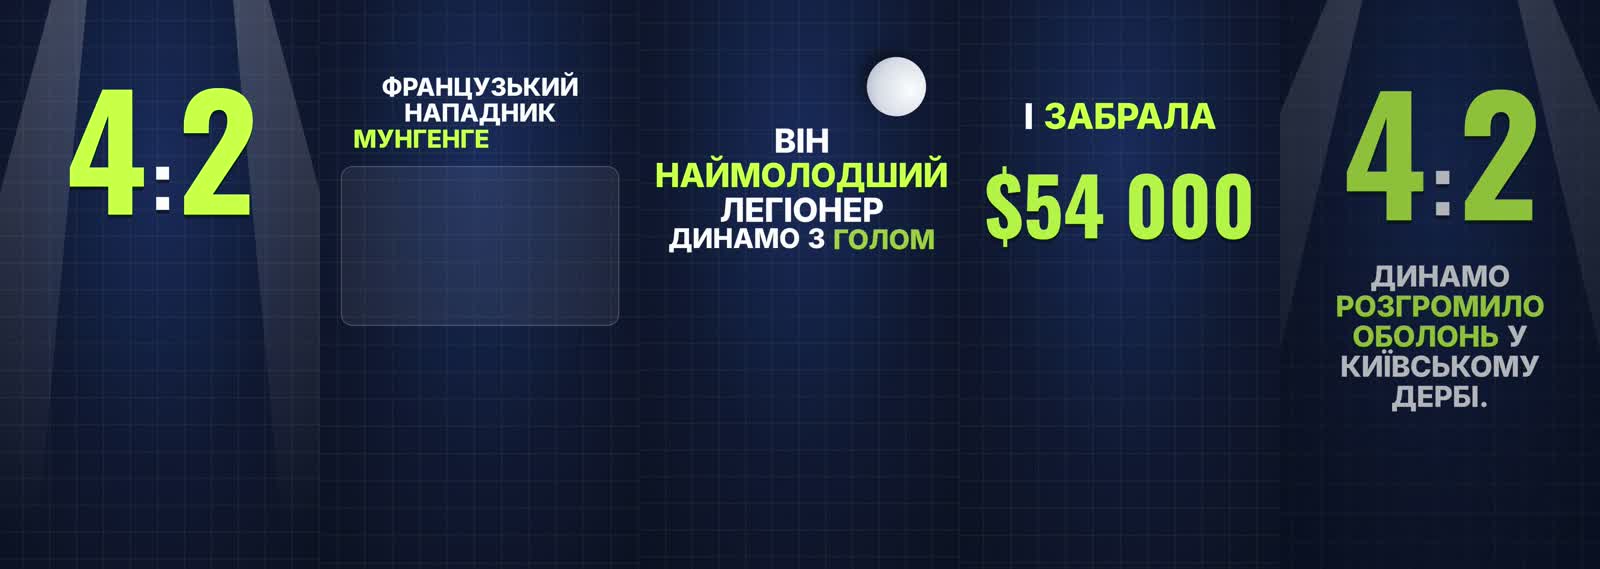 4:2
ФРАНЦУЗЬКИЙ
НАПАДНИК
МУНГЕНГЕ
ВІН
НАЙМОЛОДШИЙ
ЛЕГІОНЕР
ДИНАМО З ГОЛОМ
І ЗАБРАЛА
$54 000
4:2
ДИНАМО
РОЗГРОМИЛО
ОБОЛОНЬ У
КИЇВСЬКОМУ
ДЕРБІ.